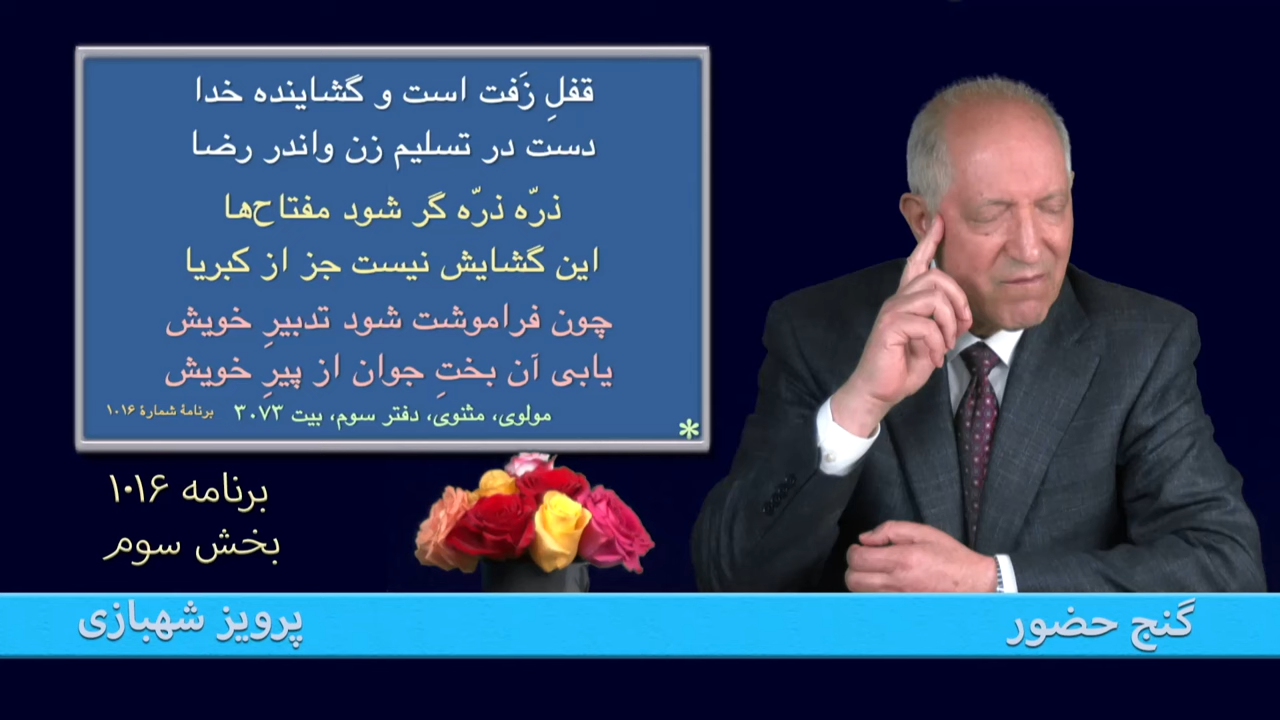 قفلِ زَفت است و گشاینده خدا
دست در تسلیم زن واندر رضا
ذرّه ذرّه گر شود مفتاح‌ها
این گشایش نیست جز از کبریا
چون فراموشت شود تدبیرِ خویش
یابی آن بختِ جوان از پیرِ خویش
مولوی، مثنوی، دفتر سوم، بیت ۳۰۷۳ برنامهٔ شمارهٔ ۱۰۱۶
*
برنامه ۱۰۱۶
بخش سوم
گنج حضور
پرویز شهبازی